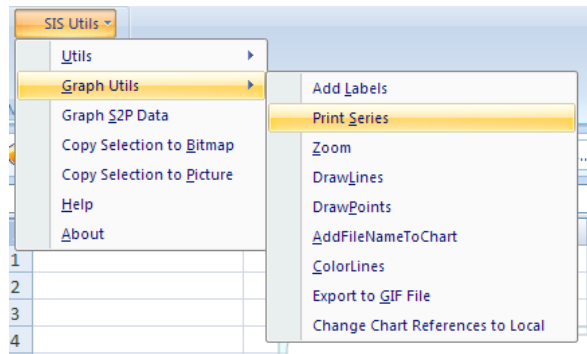 SIS Utils
Utils
Graph Utils
Graph S2P Data
Copy Selection to Bitmap
Copy Selection to Picture
Help
About
Add Labels
Print Series
Zoom
DrawLines
DrawPoints
AddFileNameToChart
ColorLines
Export to GIF File
Change Chart References to Local
1
2
3
4